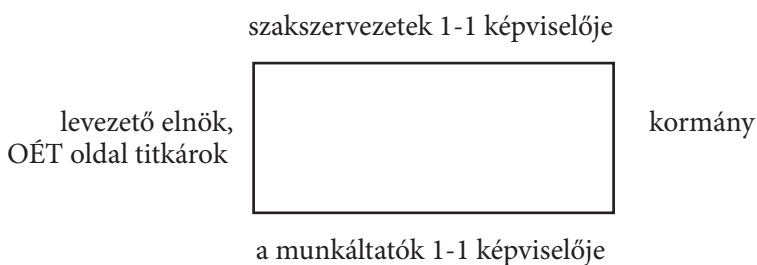 szakszervezetek 1-1 képviselője
levezető elnök,
OÉT oldal titkárok
kormány
a munkáltatók 1-1 képviselője